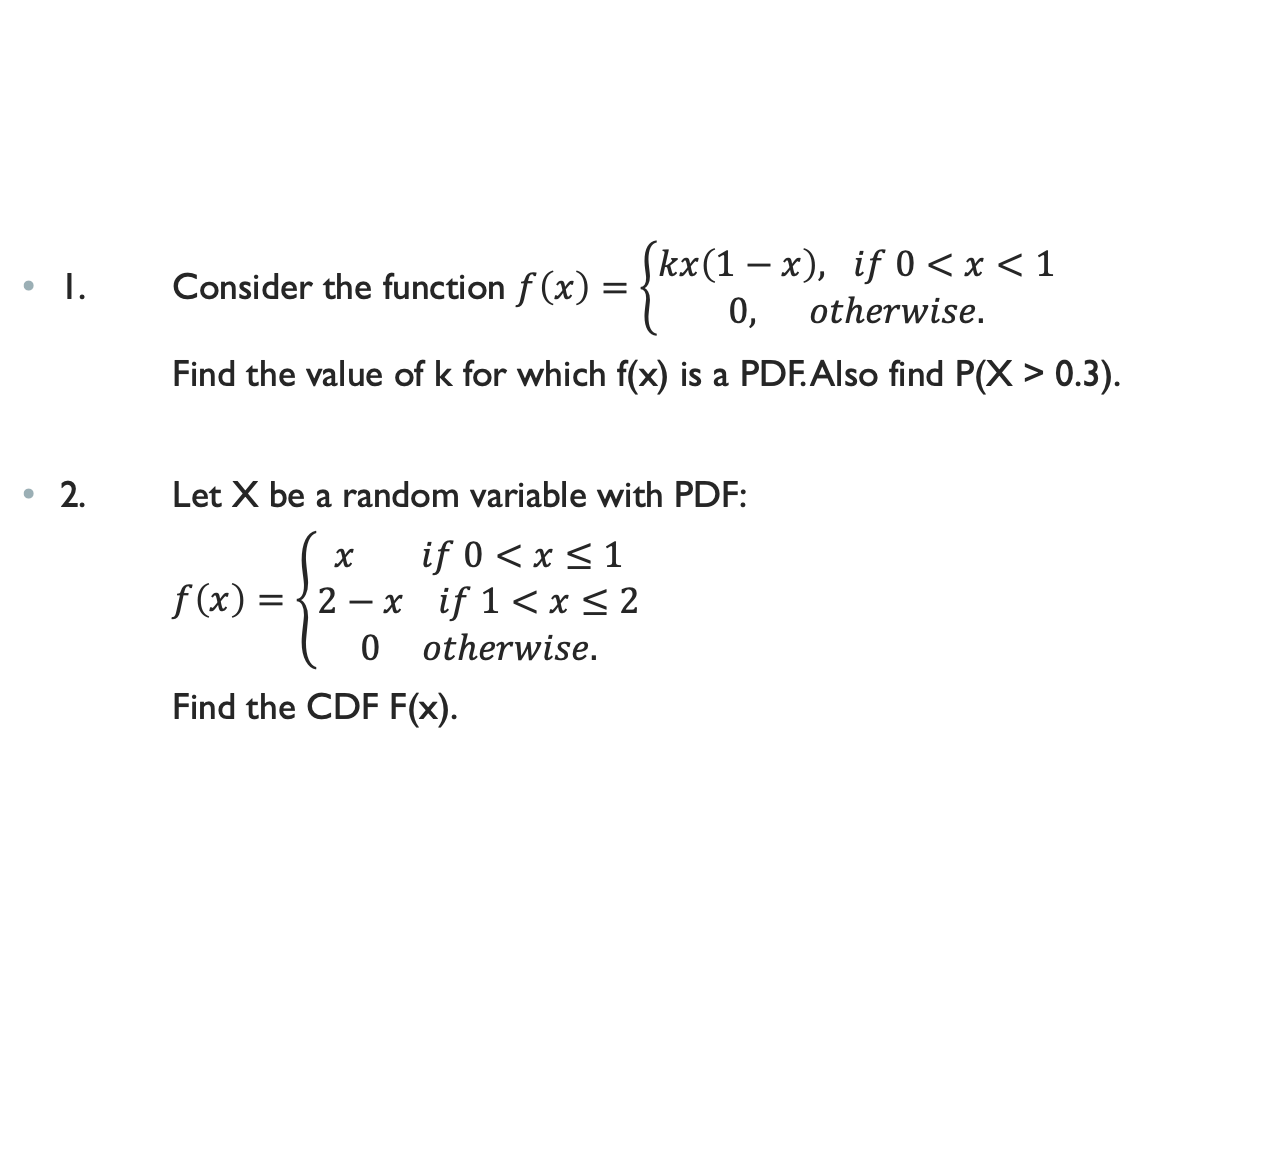 • 1. Consider the function f(x) = { kx(1 − x), if 0 < x < 1
0, otherwise.
Find the value of k for which f(x) is a PDF. Also find P(X > 0.3).
• 2. Let X be a random variable with PDF:
x if 0 < x ≤ 1
f(x) = { 2 − x if 1 < x ≤ 2
0 otherwise.
Find the CDF F(x).